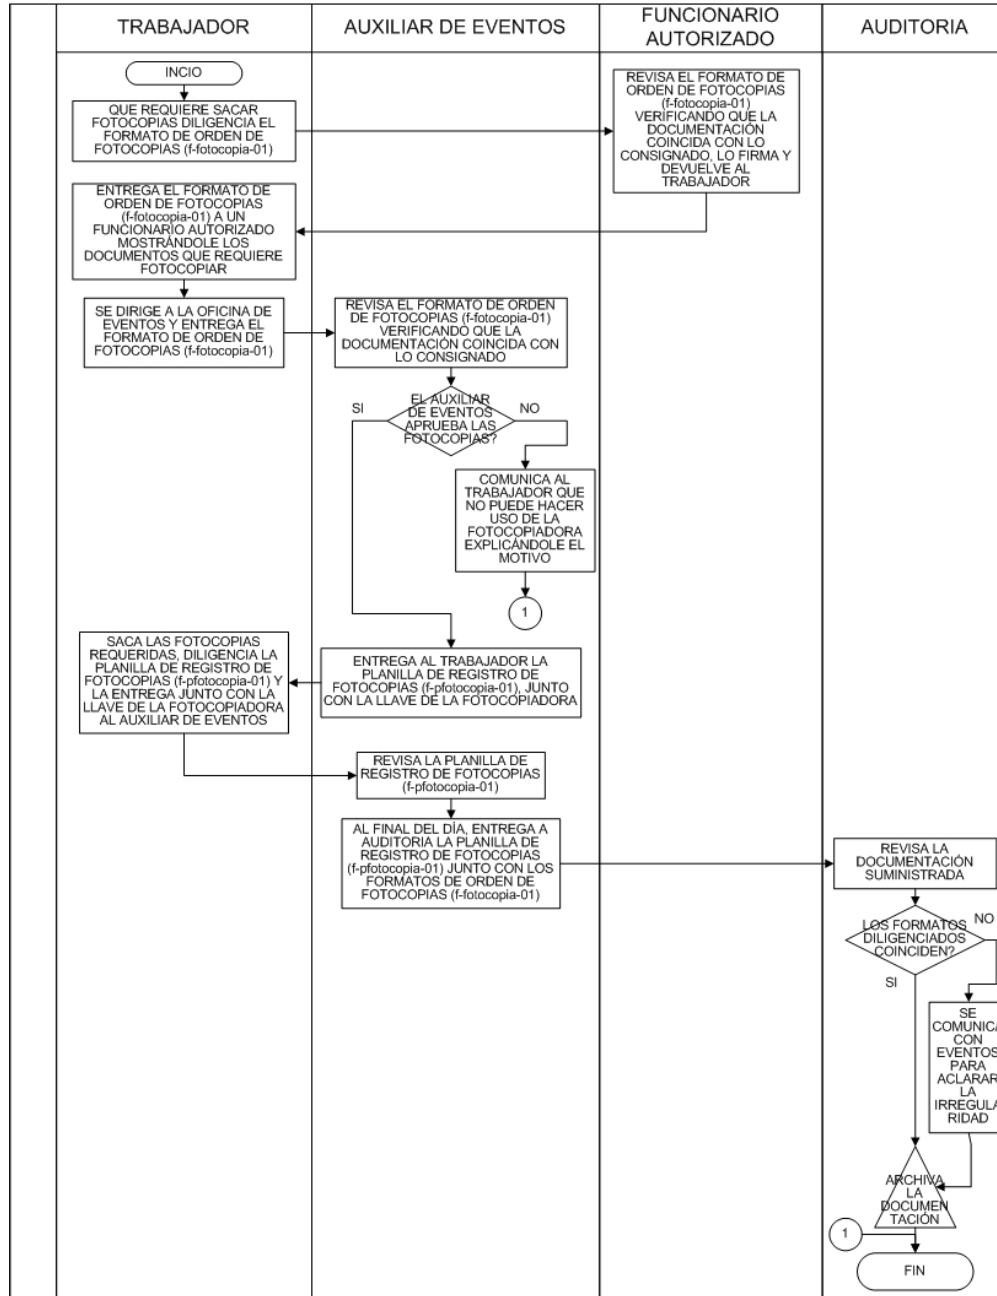 TRABAJADOR
AUXILIAR DE EVENTOS
FUNCIONARIO
AUTORIZADO
AUDITORIA
INCIO
QUE REQUIERE SACAR
FOTOCOPIAS DILIGENCIA EL
FORMATO DE ORDEN DE
FOTOCOPIAS (f-fotocopia-01)
REVISA EL FORMATO DE
ORDEN DE FOTOCOPIAS
(f-fotocopia-01)
VERIFICANDO QUE LA
DOCUMENTACIÓN
COINCIDA CON LO
CONSIGNADO, LO FIRMA Y
DEVUELVE AL
TRABAJADOR
ENTREGA EL FORMATO DE
ORDEN DE FOTOCOPIAS
(f-fotocopia-01) A UN
FUNCIONARIO AUTORIZADO
MOSTRÁNDOLE LOS
DOCUMENTOS QUE REQUIERE
FOTOCOPIAR
SE DIRIGE A LA OFICINA DE
EVENTOS Y ENTREGA EL
FORMATO DE ORDEN DE
FOTOCOPIAS (f-fotocopia-01)
REVISA EL FORMATO DE ORDEN
DE FOTOCOPIAS (f-fotocopia-01)
VERIFICANDO QUE LA
DOCUMENTACIÓN COINCIDA CON
LO CONSIGNADO
EL AUXILIAR
DE EVENTOS
APRUEBA LAS
FOTOCOPIAS?
SI
NO
COMUNICA AL
TRABAJADOR QUE
NO PUEDE HACER
USO DE LA
FOTOCOPIADORA
EXPLICÁNDOLE EL
MOTIVO
1
ENTREGA AL TRABAJADOR LA
PLANILLA DE REGISTRO DE
FOTOCOPIAS (f-pfotocopia-01), JUNTO
CON LA LLAVE DE LA FOTOCOPIADORA
SACA LAS FOTOCOPIAS
REQUERIDAS, DILIGENCIA LA
PLANILLA DE REGISTRO DE
FOTOCOPIAS (f-pfotocopia-01) Y
LA ENTREGA JUNTO CON LA
LLAVE DE LA FOTOCOPIADORA
AL AUXILIAR DE EVENTOS
REVISA LA PLANILLA DE
REGISTRO DE FOTOCOPIAS
(f-pfotocopia-01)
AL FINAL DEL DÍA, ENTREGA A
AUDITORIA LA PLANILLA DE
REGISTRO DE FOTOCOPIAS
(f-pfotocopia-01) JUNTO CON LOS
FORMATOS DE ORDEN DE
FOTOCOPIAS (f-fotocopia-01)
REVISA LA
DOCUMENTACIÓN
SUMINISTRADA
LOS FORMATOS
DILIGENCIADOS
COINCIDEN?
NO
SI
SE
COMUNICA
CON
EVENTOS
PARA
ACLARAR
LA
IRREGULA
RIDAD
ARCHIVA
LA
DOCUMEN
TACIÓN
1
FIN